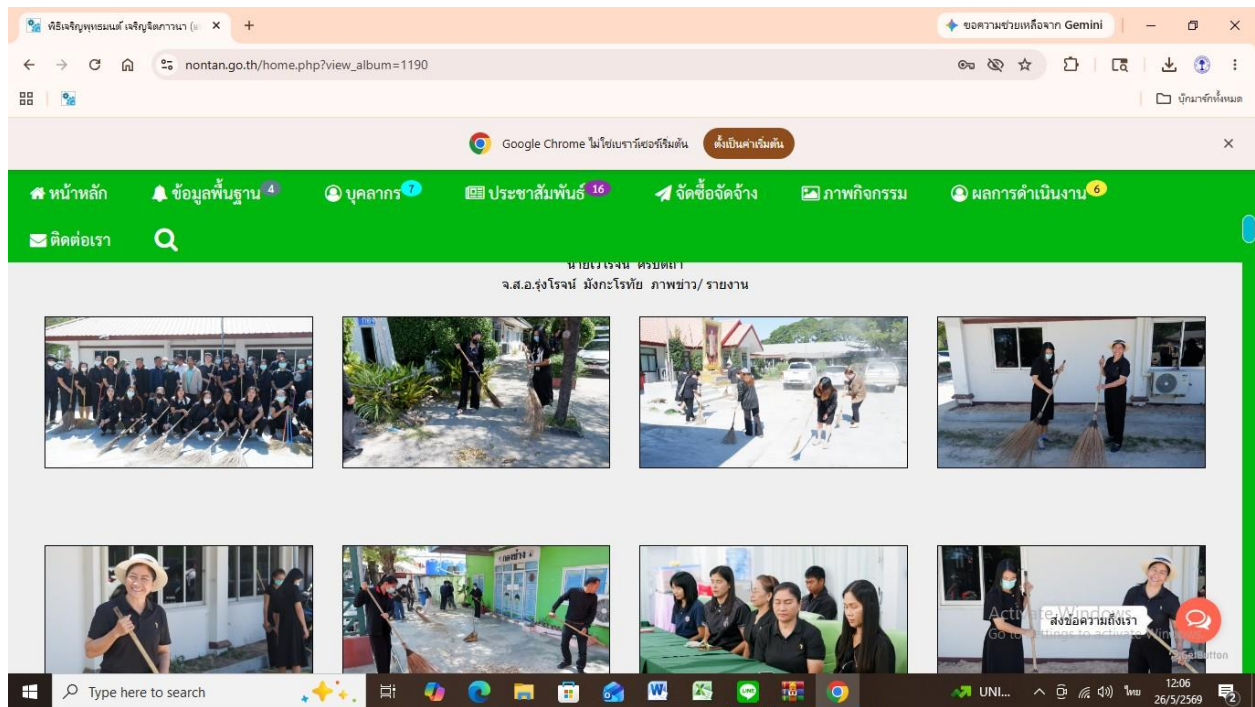 พิธีเจริญพุทธมนต์ เจริญจิตภาวนา (
ขอความช่วยเหลือจาก Gemini
nontan.go.th/home.php?view_album=1190
บุ๊กมาร์กทั้งหมด
Google Chrome ไม่ใช่เบราว์เซอร์เริ่มต้น ตั้งเป็นค่าเริ่มต้น
หน้าหลัก ข้อมูลพื้นฐาน 4 บุคลากร 7 ประชาสัมพันธ์ 16 จัดซื้อจัดจ้าง ภาพกิจกรรม ผลการดำเนินงาน 6
ติดต่อเรา
จ.ส.อ.รุ่งโรจน์ มังกะโรทัย ภาพข่าว/ รายงาน
กองช่าง
Activate Windows
ส่งข้อความถึงเรา
Go to Settings to activate Windows.
GetButton
Type here to search
UNI...
ไทย
12:06
26/5/2569
2